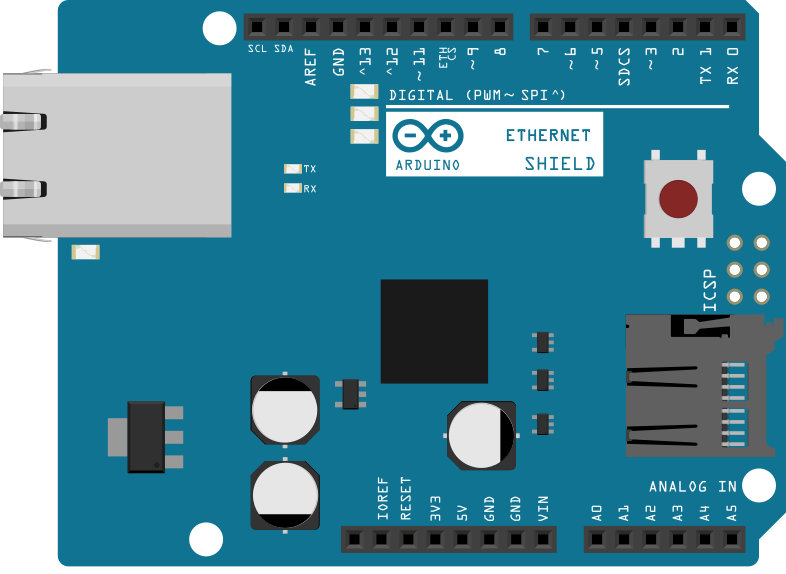 SCL SDA
AREF
GND
^13
^12
~11
ETH CS
~9
8
7
~6
~5
SDCS
~3
2
TX 1
RX 0
DIGITAL (PWM~ SPI^)
ETHERNET
SHIELD
ARDUINO
TX
RX
ICSP
IOREF
RESET
3V3
5V
GND
GND
VIN
ANALOG IN
A0
A1
A2
A3
A4
A5